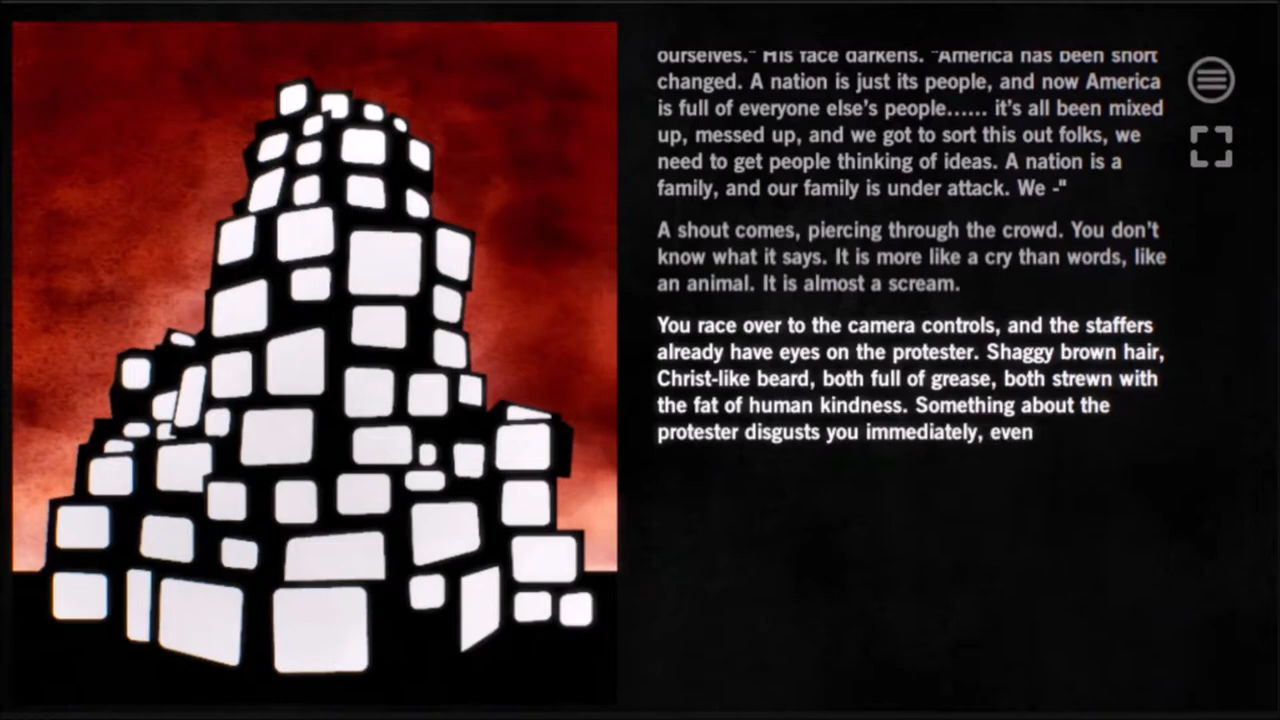 ourselves." His face darkens. "America has been short
changed. A nation is just its people, and now America
is full of everyone else's people...... it's all been mixed
up, messed up, and we got to sort this out folks, we
need to get people thinking of ideas. A nation is a
family, and our family is under attack. We -"
A shout comes, piercing through the crowd. You don't
know what it says. It is more like a cry than words, like
an animal. It is almost a scream.
You race over to the camera controls, and the staffers
already have eyes on the protester. Shaggy brown hair,
Christ-like beard, both full of grease, both strewn with
the fat of human kindness. Something about the
protester disgusts you immediately, even